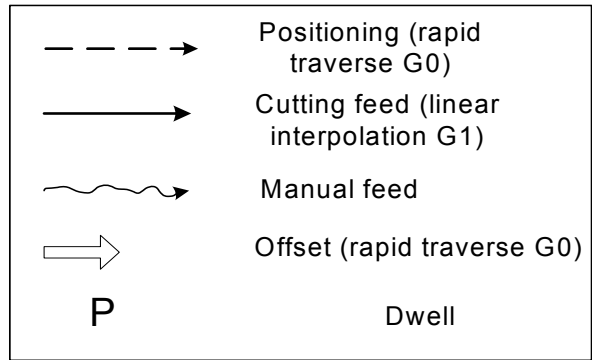 Positioning (rapid
traverse G0)
Cutting feed (linear
interpolation G1)
Manual feed
Offset (rapid traverse G0)
P Dwell